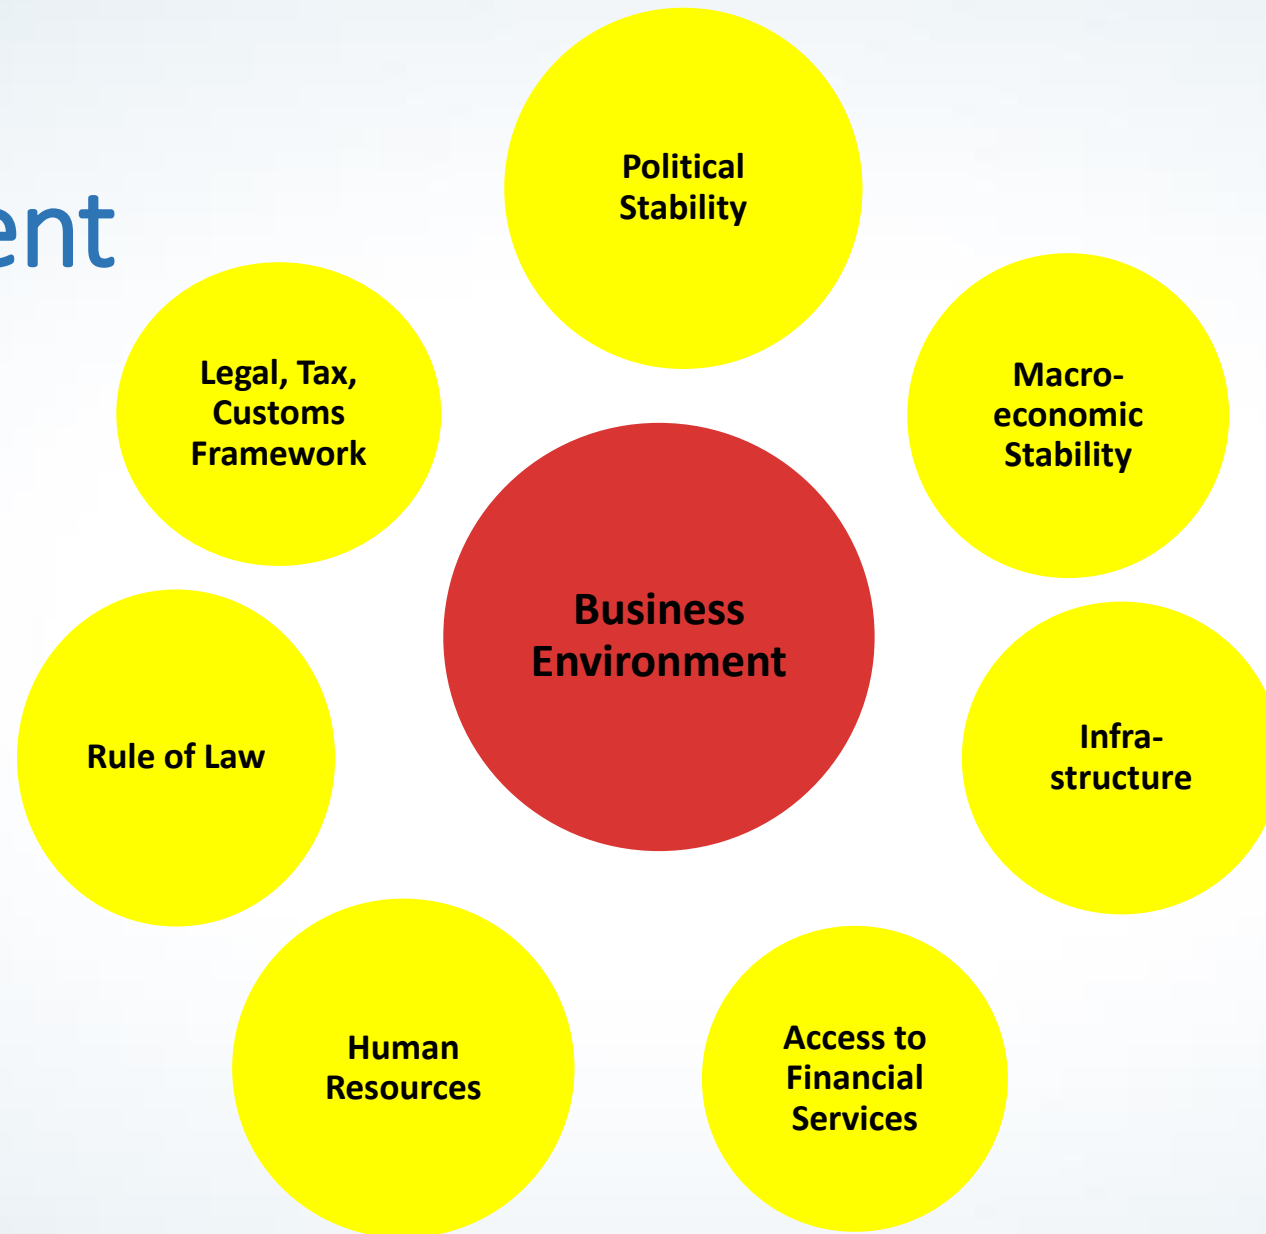 ent
Political
Stability
Legal, Tax,
Customs
Framework
Macro-
economic
Stability
Business
Environment
Rule of Law
Infra-
structure
Human
Resources
Access to
Financial
Services